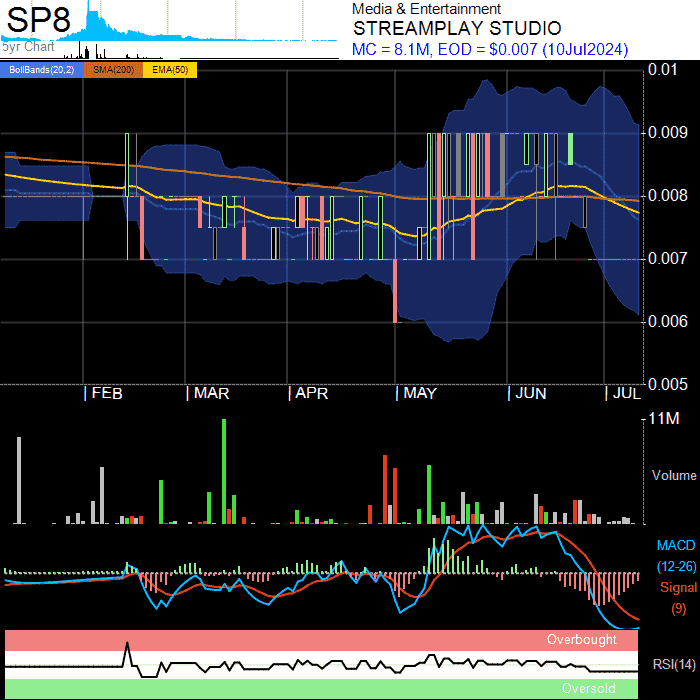 SP8
5yr Chart
Media & Entertainment
STREAMPLAY STUDIO
MC = 8.1M, EOD = $0.007 (10Jul2024)
BollBands(20,2) SMA(200) EMA(50)
0.01
0.009
0.008
0.007
0.006
0.005
| FEB | MAR | APR | MAY | JUN | JUL
11M
Volume
MACD
(12-26)
Signal
(9)
Overbought
RSI(14)
Oversold